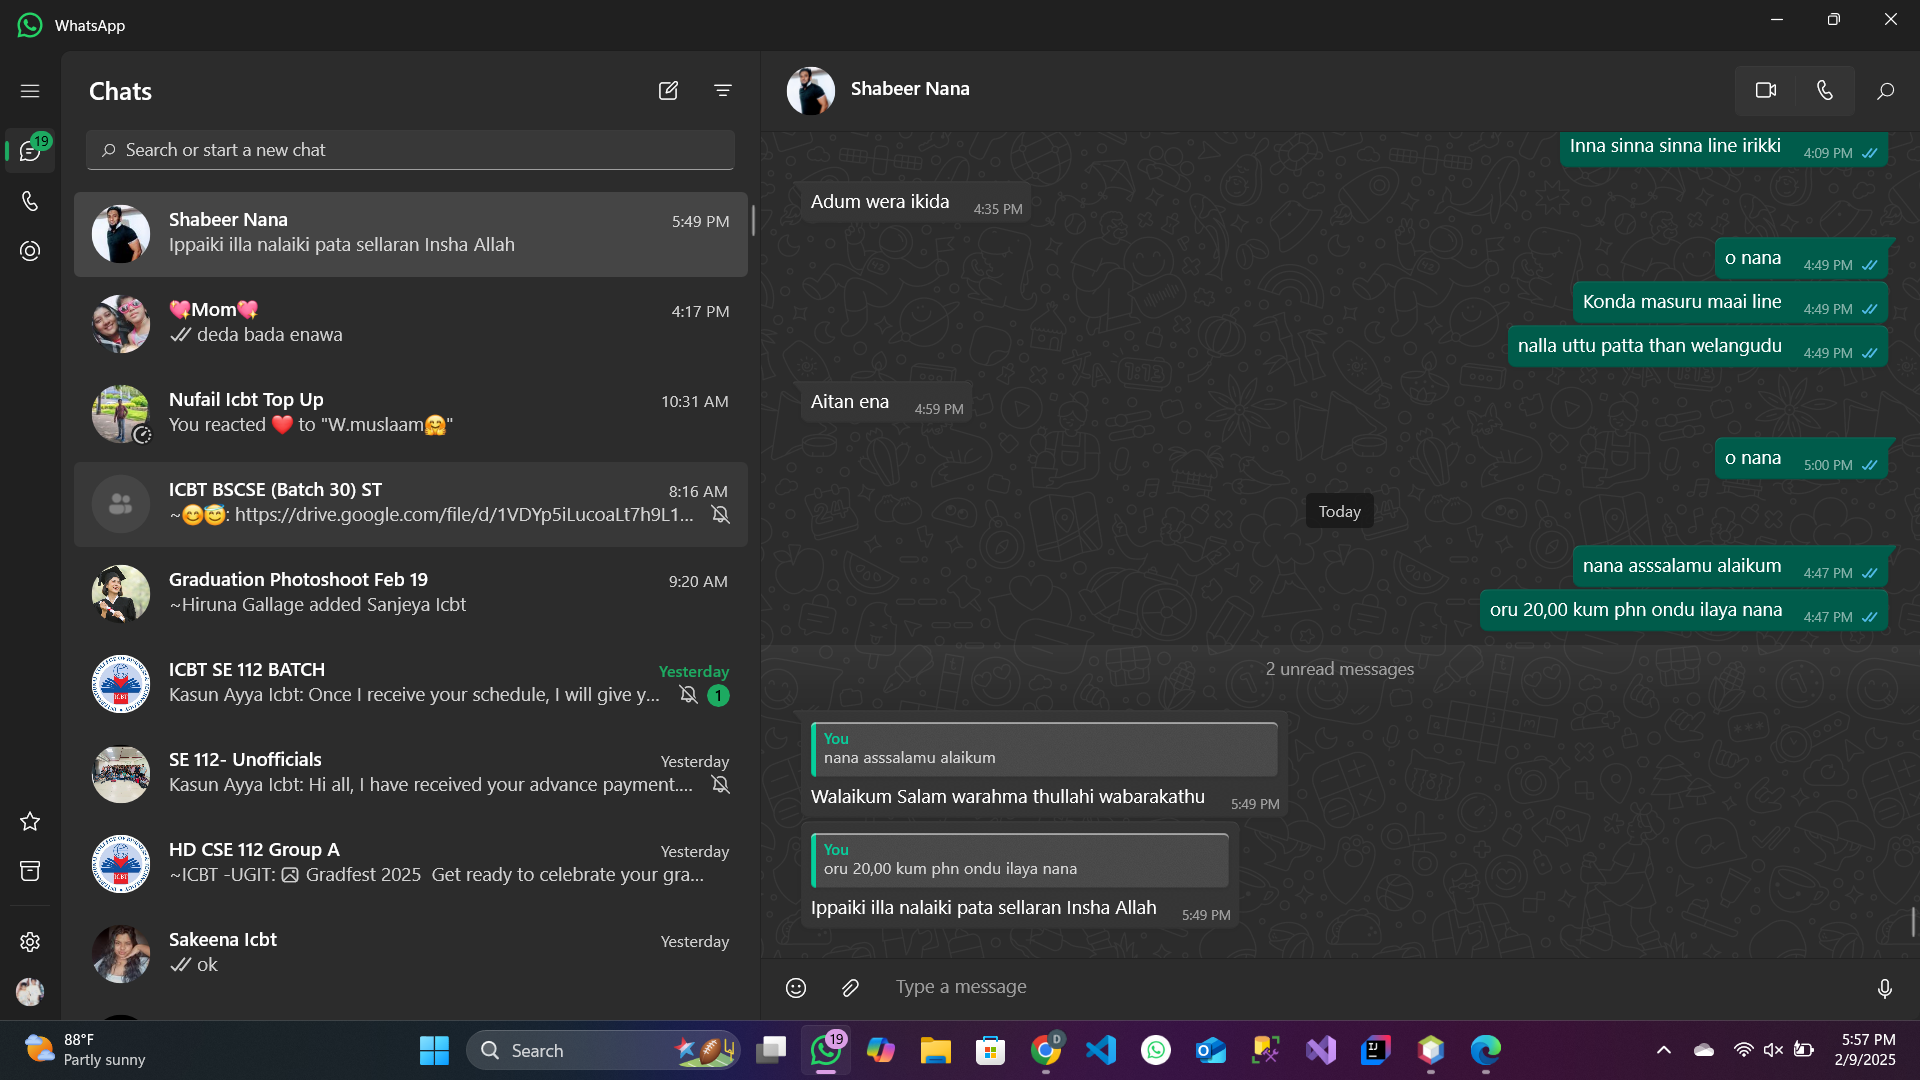 WhatsApp
19
Chats
Search or start a new chat
Shabeer Nana
5:49 PM
Ippaiki illa nalaiki pata sellaran Insha Allah
💖Mom💖
4:17 PM
deda bada enawa
Nufail Icbt Top Up
10:31 AM
You reacted ❤️ to "W.muslaam🤗"
ICBT BSCSE (Batch 30) ST
8:16 AM
~😊😇: https://drive.google.com/file/d/1VDYp5iLucoaLt7h9L1...
Graduation Photoshoot Feb 19
9:20 AM
~Hiruna Gallage added Sanjeya Icbt
ICBT SE 112 BATCH
Yesterday
Kasun Ayya Icbt: Once I receive your schedule, I will give y...
1
SE 112- Unofficials
Yesterday
Kasun Ayya Icbt: Hi all, I have received your advance payment....
HD CSE 112 Group A
Yesterday
~ICBT -UGIT: Gradfest 2025 Get ready to celebrate your gra...
Sakeena Icbt
Yesterday
ok
Shabeer Nana
Inna sinna sinna line irikki 4:09 PM
Adum wera ikida 4:35 PM
o nana 4:49 PM
Konda masuru maai line 4:49 PM
nalla uttu patta than welangudu 4:49 PM
Aitan ena 4:59 PM
o nana 5:00 PM
Today
nana asssalamu alaikum 4:47 PM
oru 20,00 kum phn ondu ilaya nana 4:47 PM
2 unread messages
You
nana asssalamu alaikum
Walaikum Salam warahma thullahi wabarakathu 5:49 PM
You
oru 20,00 kum phn ondu ilaya nana
Ippaiki illa nalaiki pata sellaran Insha Allah 5:49 PM
Type a message
88°F
Partly sunny
Search
19
D
IJ
5:57 PM
2/9/2025